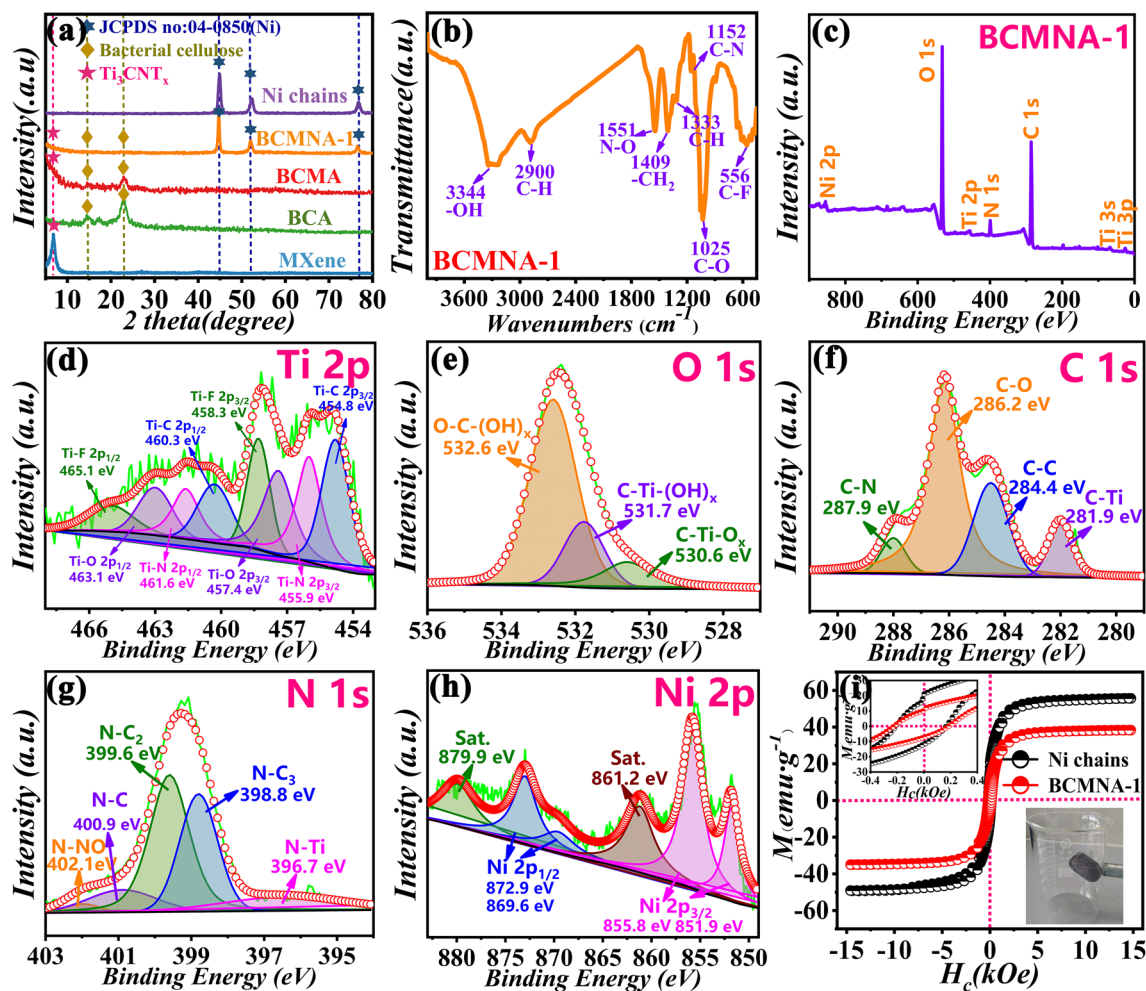 (a)
JCPDS no:04-0850(Ni)
Bacterial cellulose
Ti₃CNTₓ
Ni chains
BCMNA-1
BCMA
BCA
MXene
Intensity(.a.u)
10 20 30 40 50 60 70 80
2 theta(degree)
(b)
1152
C-N
1551
N-O
1333
C-H
1409
-CH₂
2900
C-H
3344
-OH
556
C-F
1025
C-O
BCMNA-1
Transmittance(a.u.)
3600 3000 2400 1800 1200 600
Wavenumbers (cm⁻¹)
(c)
BCMNA-1
O 1s
C 1s
Ni 2p
Ti 2p
N 1s
Ti 3s
Ti 3p
Intensity (a.u.)
900 600 300 0
Binding Energy (eV)
(d)
Ti 2p
Ti-C 2p₃/₂
454.8 eV
Ti-F 2p₃/₂
458.3 eV
Ti-C 2p₁/₂
460.3 eV
Ti-F 2p₁/₂
465.1 eV
Ti-O 2p₁/₂
463.1 eV
Ti-N 2p₁/₂
461.6 eV
Ti-O 2p₃/₂
457.4 eV
Ti-N 2p₃/₂
455.9 eV
Intensity (a.u.)
466 463 460 457 454
Binding Energy (eV)
(e)
O 1s
O-C-(OH)ₓ
532.6 eV
C-Ti-(OH)ₓ
531.7 eV
C-Ti-Oₓ
530.6 eV
Intensity (a.u.)
536 534 532 530 528
Binding Energy (eV)
(f)
C 1s
C-O
286.2 eV
C-C
284.4 eV
C-N
287.9 eV
C-Ti
281.9 eV
Intensity (a.u.)
290 288 286 284 282 280
Binding Energy (eV)
(g)
N 1s
N-C₂
399.6 eV
N-C₃
398.8 eV
N-C
400.9 eV
N-NO
402.1eV
N-Ti
396.7 eV
Intensity (a.u.)
403 401 399 397 395
Binding Energy (eV)
(h)
Ni 2p
Sat.
879.9 eV
Sat.
861.2 eV
Ni 2p₁/₂
872.9 eV
869.6 eV
Ni 2p₃/₂
855.8 eV 851.9 eV
Intensity (a.u.)
880 875 870 865 860 855 850
Binding Energy (eV)
(i)
30
20
10
0
-10
-20
-30
M(emu·g⁻¹)
-0.4 0.0 0.4
Hc(kOe)
Ni chains
BCMNA-1
60
40
20
0
-20
-40
-60
M(emu·g⁻¹)
-15 -10 -5 0 5 10 15
Hc(kOe)